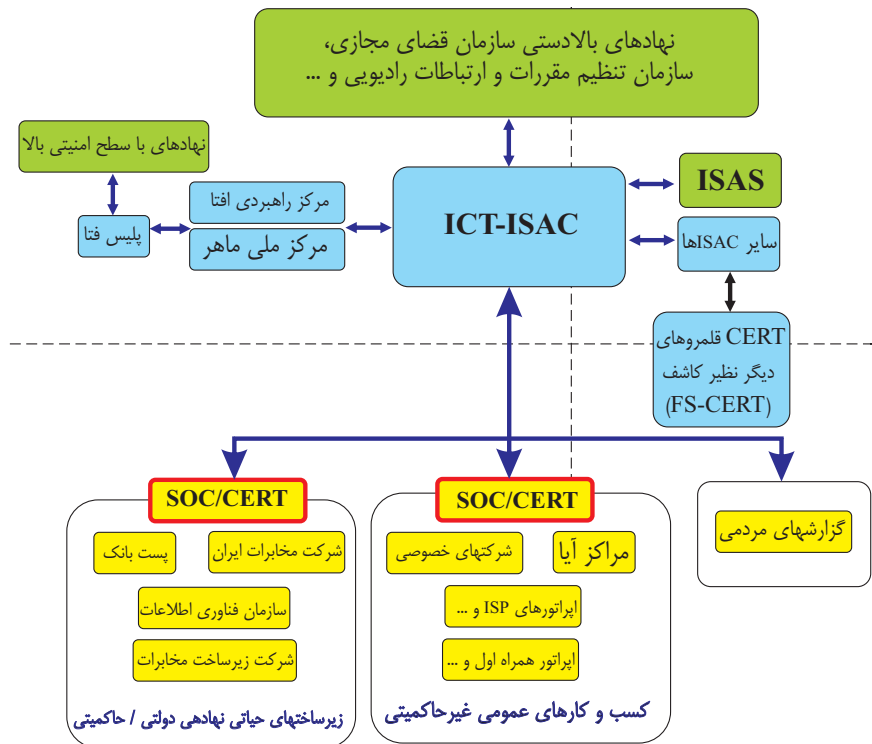 نهادهای بالادستی سازمان قضای مجازی،
سازمان تنظیم مقررات و ارتباطات رادیویی و ...
نهادهای با سطح امنیتی بالا
ISAS
ICT-ISAC
مرکز راهبردی افتا
مرکز ملی ماهر
پلیس فتا
سایر ISACها
CERT قلمروهای
دیگر نظیر کاشف
(FS-CERT)
SOC/CERT
شرکت مخابرات ایران
پست بانک
سازمان فناوری اطلاعات
شرکت زیرساخت مخابرات
زیرساختهای حیاتی نهادهی دولتی / حاکمیتی
SOC/CERT
مراکز آیا
شرکتهای خصوصی
اپراتورهای ISP و ...
اپراتور همراه اول و ...
کسب و کارهای عمومی غیرحاکمیتی
گزارشهای مردمی